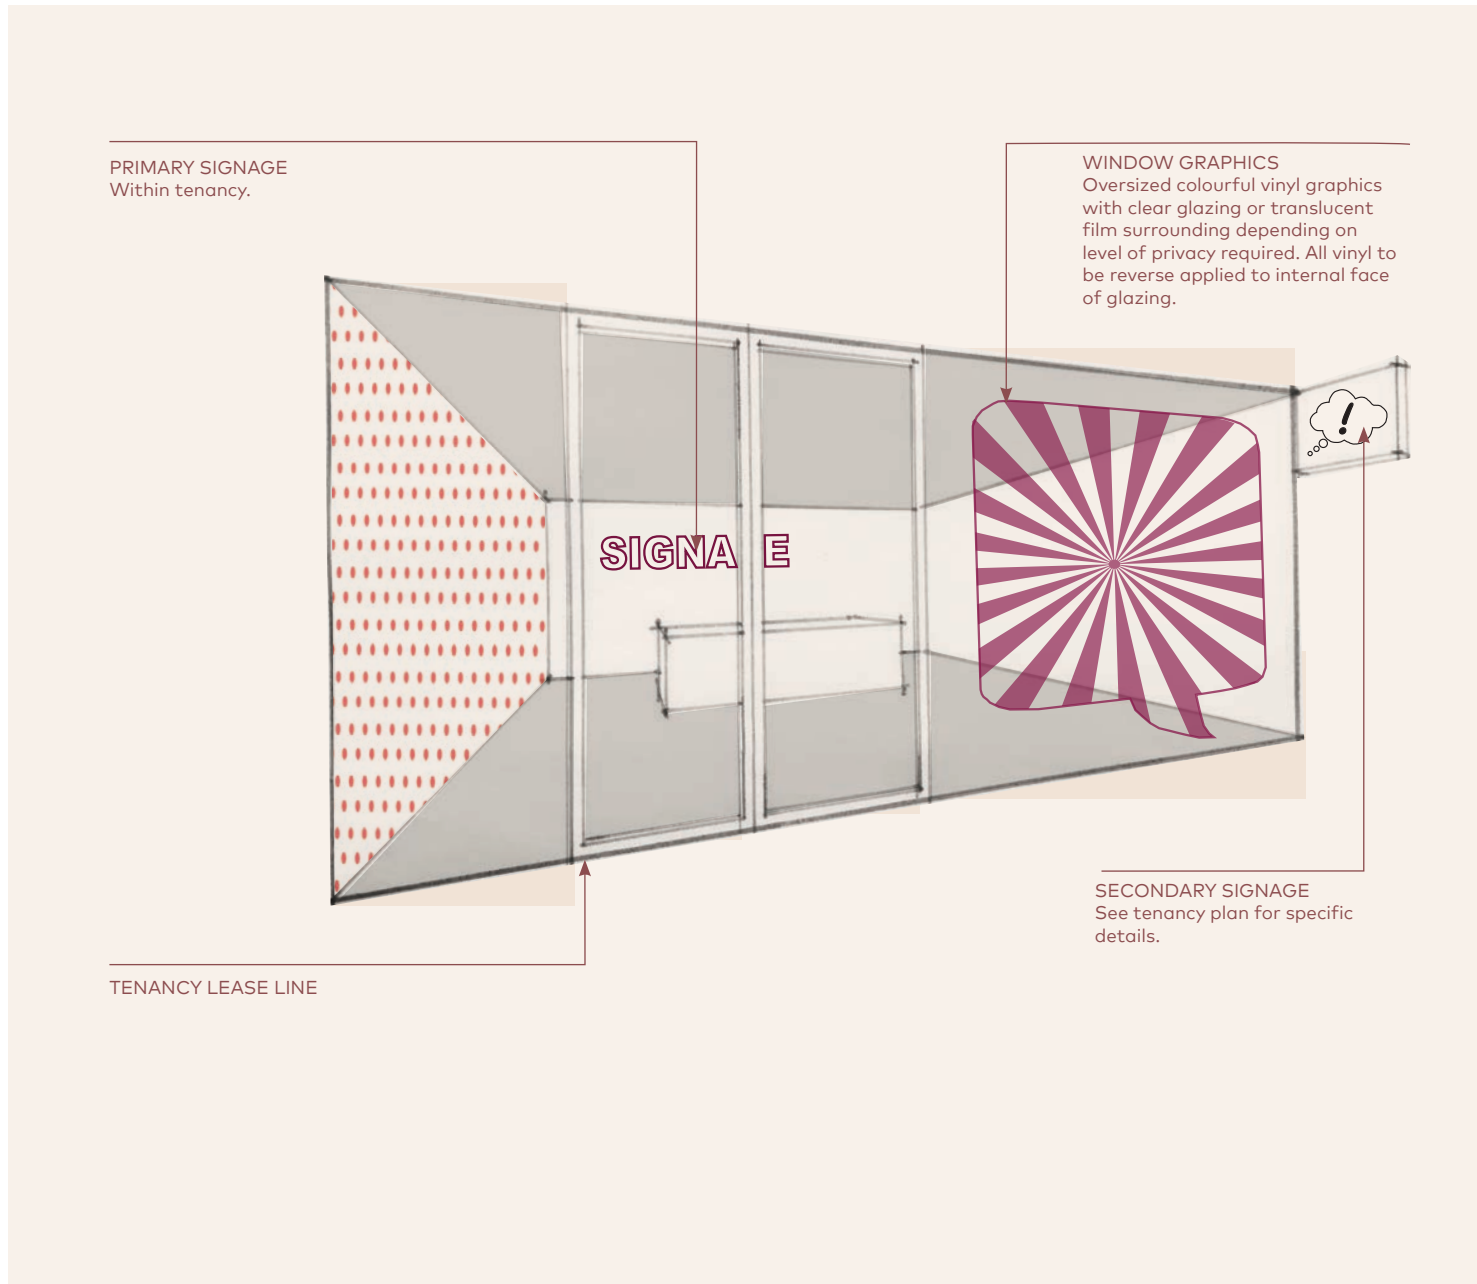 PRIMARY SIGNAGE
Within tenancy.
WINDOW GRAPHICS
Oversized colourful vinyl graphics
with clear glazing or translucent
film surrounding depending on
level of privacy required. All vinyl to
be reverse applied to internal face
of glazing.
!
SIGNA E
SECONDARY SIGNAGE
See tenancy plan for specific
details.
TENANCY LEASE LINE